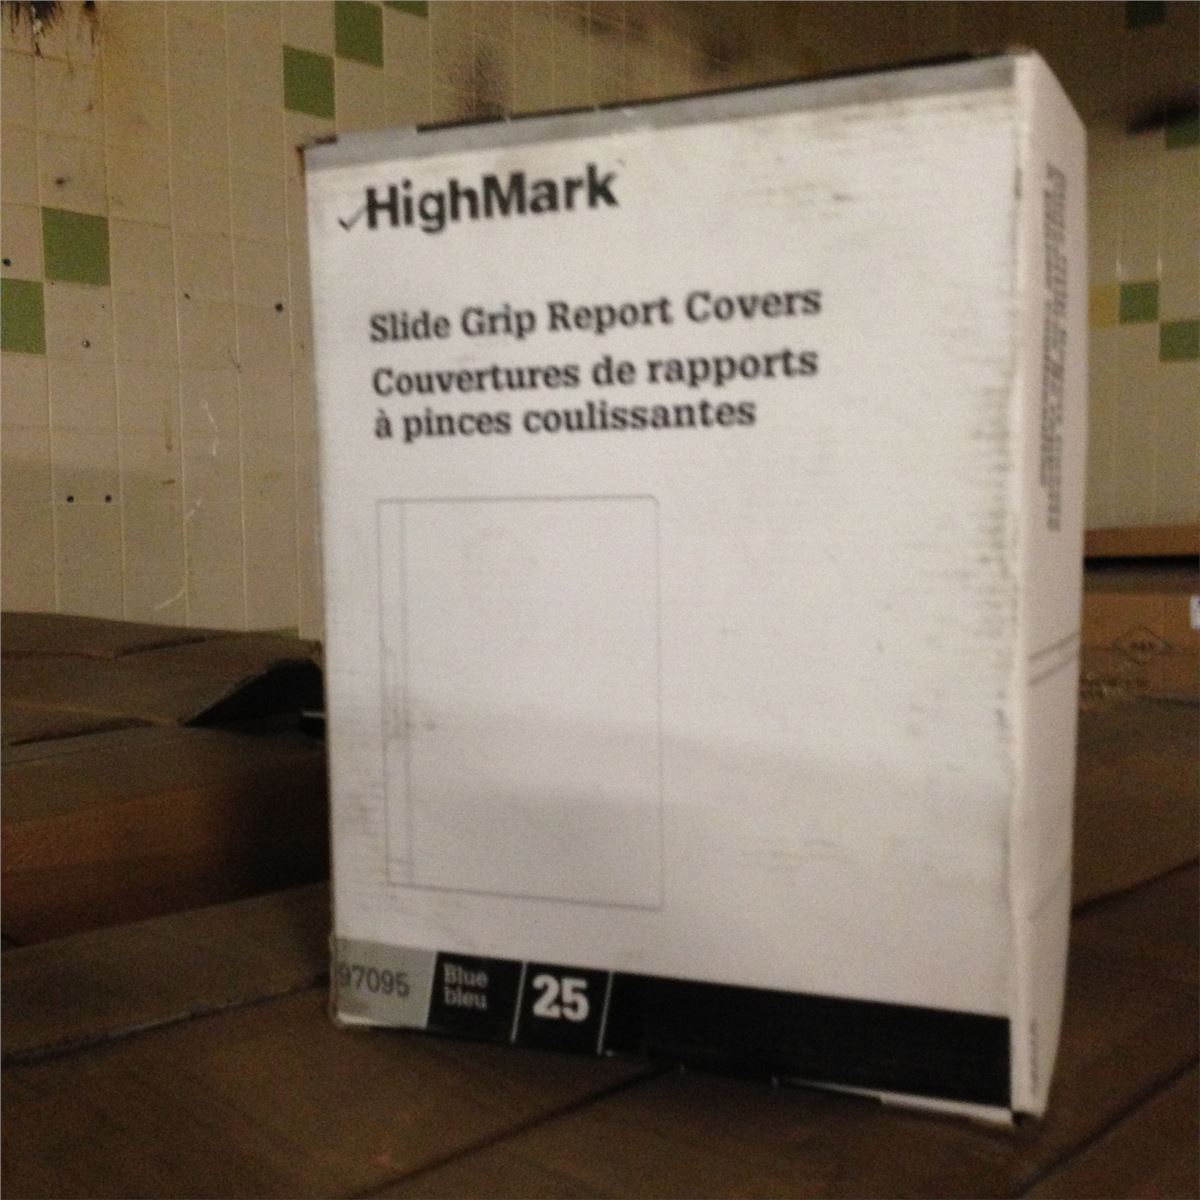 HighMark
Slide Grip Report Covers
Couvertures de rapports
à pinces coulissantes
97095
Blue
bleu
25